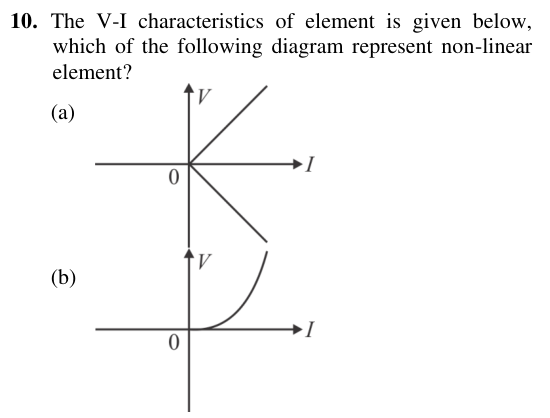 10. The V-I characteristics of element is given below,
which of the following diagram represent non-linear
element?
(a)
V
I
0
(b)
V
I
0